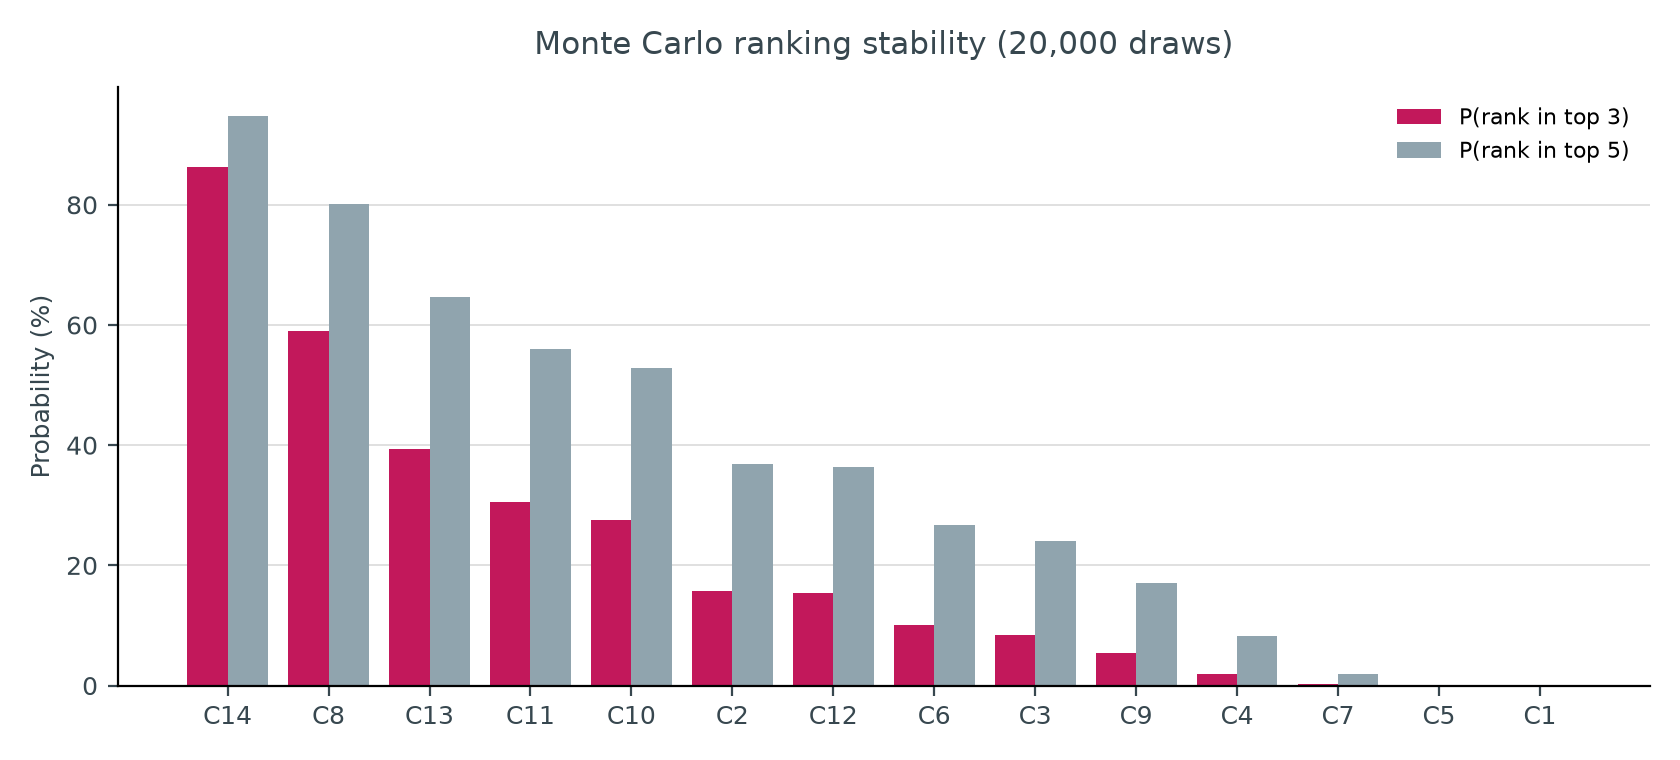 Monte Carlo ranking stability (20,000 draws)
P(rank in top 3)
P(rank in top 5)
Probability (%)
80
60
40
20
0
C14 C8 C13 C11 C10 C2 C12 C6 C3 C9 C4 C7 C5 C1